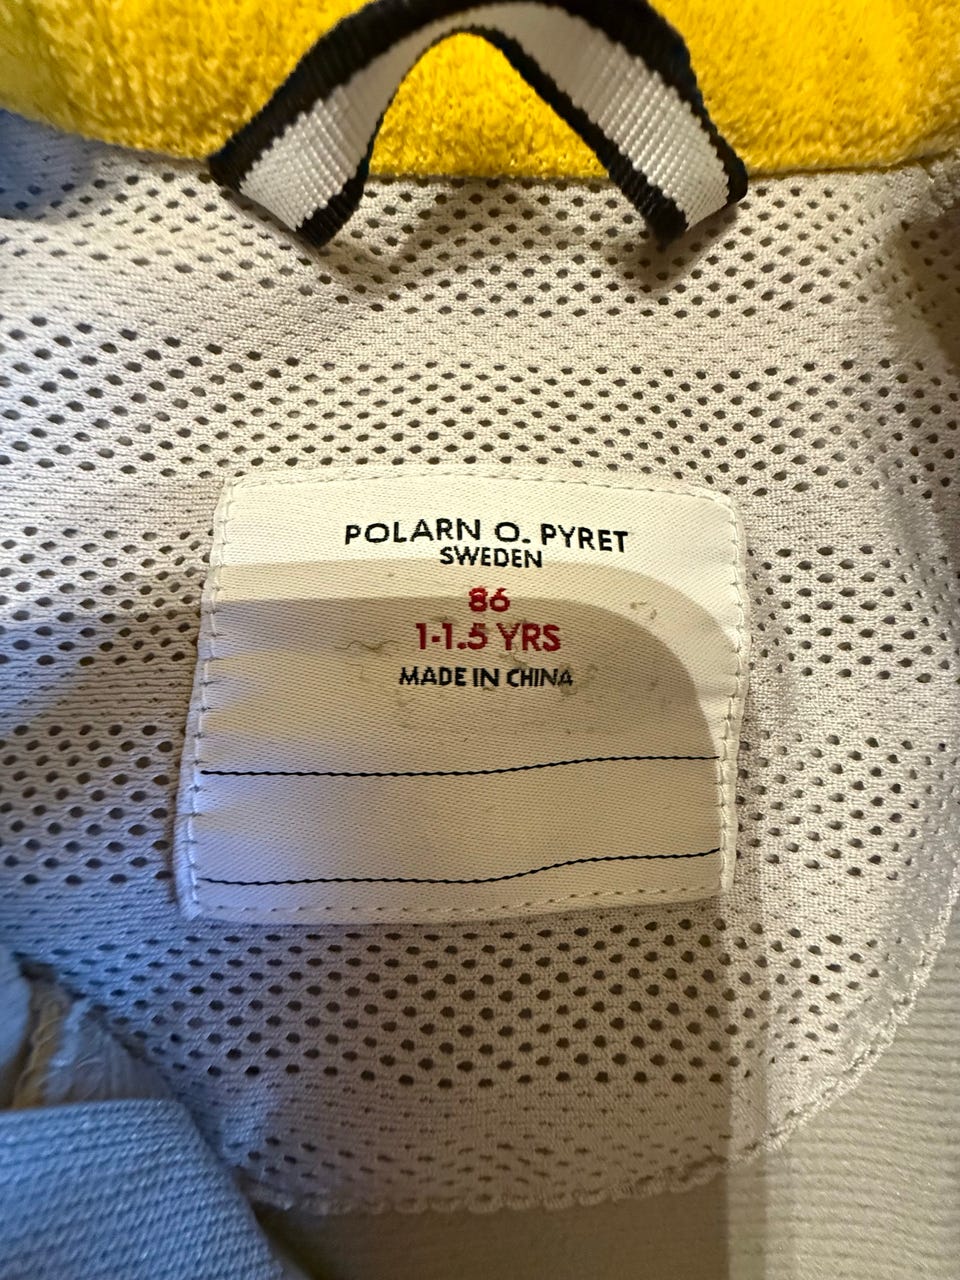 POLARN O. PYRET
SWEDEN
86
1-1.5 YRS
MADE IN CHINA